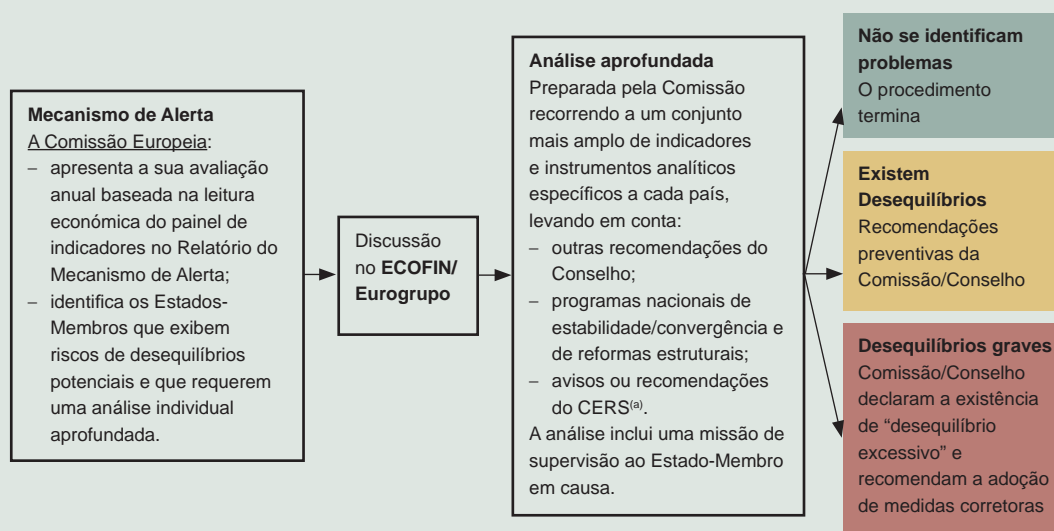 Mecanismo de Alerta
A Comissão Europeia:
– apresenta a sua avaliação
anual baseada na leitura
económica do painel de
indicadores no Relatório do
Mecanismo de Alerta;
– identifica os Estados-
Membros que exibem
riscos de desequilíbrios
potenciais e que requerem
uma análise individual
aprofundada.
Discussão
no ECOFIN/
Eurogrupo
Análise aprofundada
Preparada pela Comissão
recorrendo a um conjunto
mais amplo de indicadores
e instrumentos analíticos
específicos a cada país,
levando em conta:
– outras recomendações do
Conselho;
– programas nacionais de
estabilidade/convergência e
de reformas estruturais;
– avisos ou recomendações
do CERS(a).
A análise inclui uma missão de
supervisão ao Estado-Membro
em causa.
Não se identificam
problemas
O procedimento
termina
Existem
Desequilíbrios
Recomendações
preventivas da
Comissão/Conselho
Desequilíbrios graves
Comissão/Conselho
declaram a existência
de “desequilíbrio
excessivo” e
recomendam a adoção
de medidas corretoras